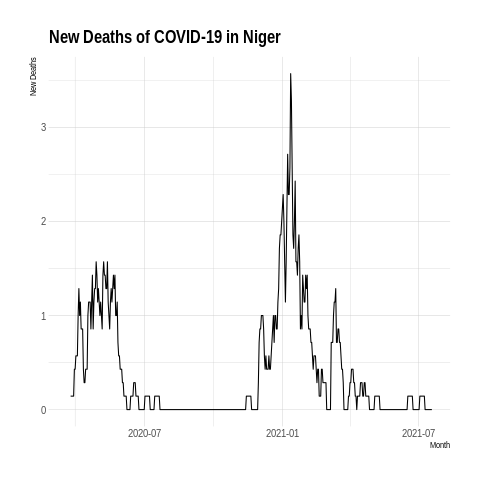 New Deaths of COVID-19 in Niger
New Deaths
3
2
1
0
2020-07
2021-01
2021-07
Month